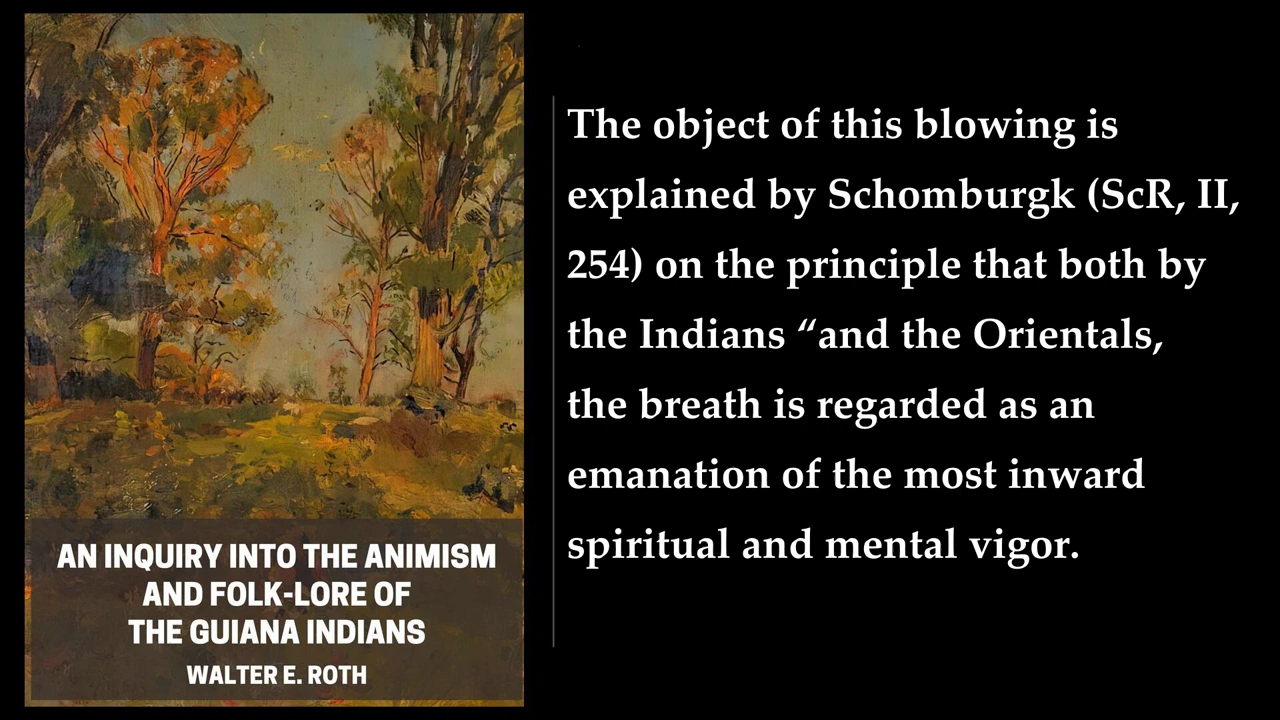 AN INQUIRY INTO THE ANIMISM
AND FOLK-LORE OF
THE GUIANA INDIANS
WALTER E. ROTH
The object of this blowing is
explained by Schomburgk (ScR, II,
254) on the principle that both by
the Indians “and the Orientals,
the breath is regarded as an
emanation of the most inward
spiritual and mental vigor.